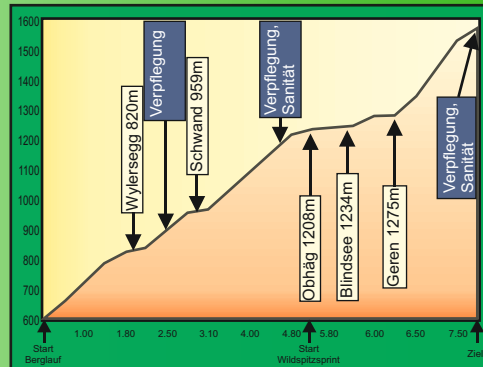 1600
1500
1400
1300
1200
1100
1000
900
800
700
600
Wylersegg 820m
Verpflegung
Schwand 959m
Verpflegung,
Sanität
Obhäg 1208m
Blindsee 1234m
Geren 1275m
Verpflegung,
Sanität
1.00 1.80 2.50 3.10 4.00 4.80 5.80 6.00 6.50 7.50
Start
Berglauf
Start
Wildspitzsprint
Ziel